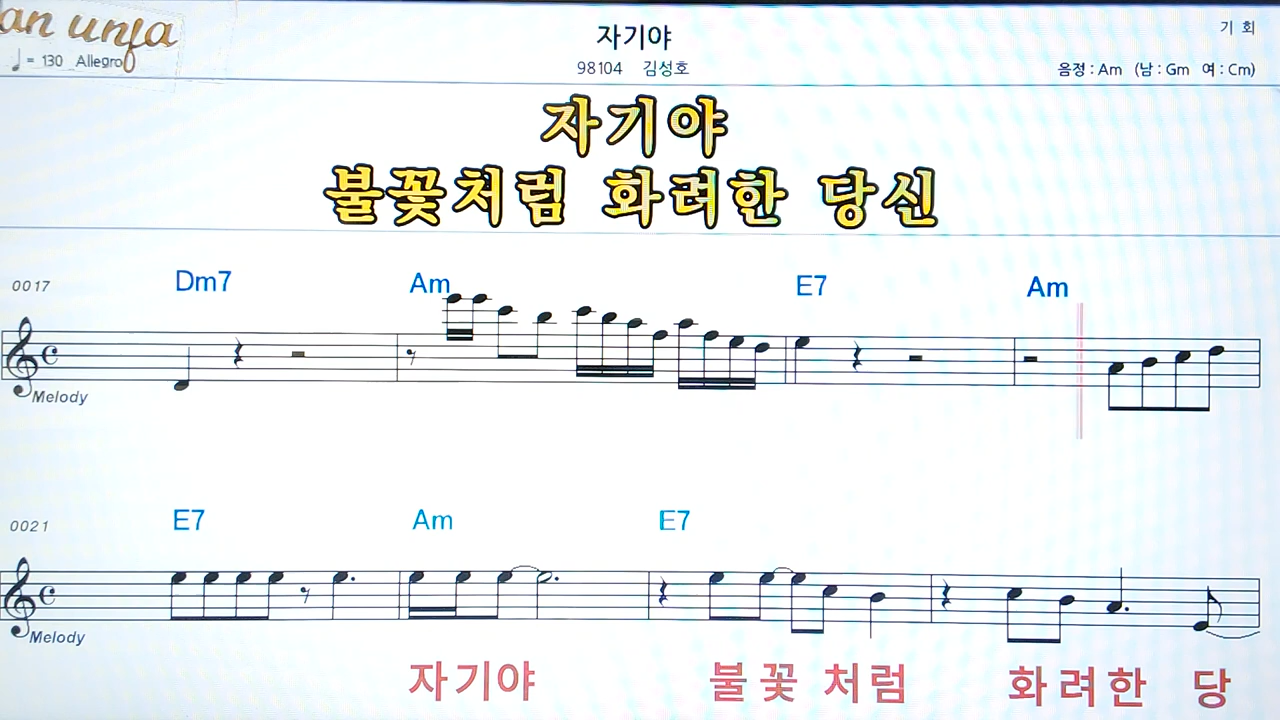 자기야
기 회
♩ = 130 Allegro
98104 김성호
음정 : Am (남 : Gm 여 : Cm)
자기야
불꽃처럼 화려한 당신
0017 Dm7 Am E7 Am
Melody
0021 E7 Am E7
Melody
자기야 불꽃 처럼 화려한 당